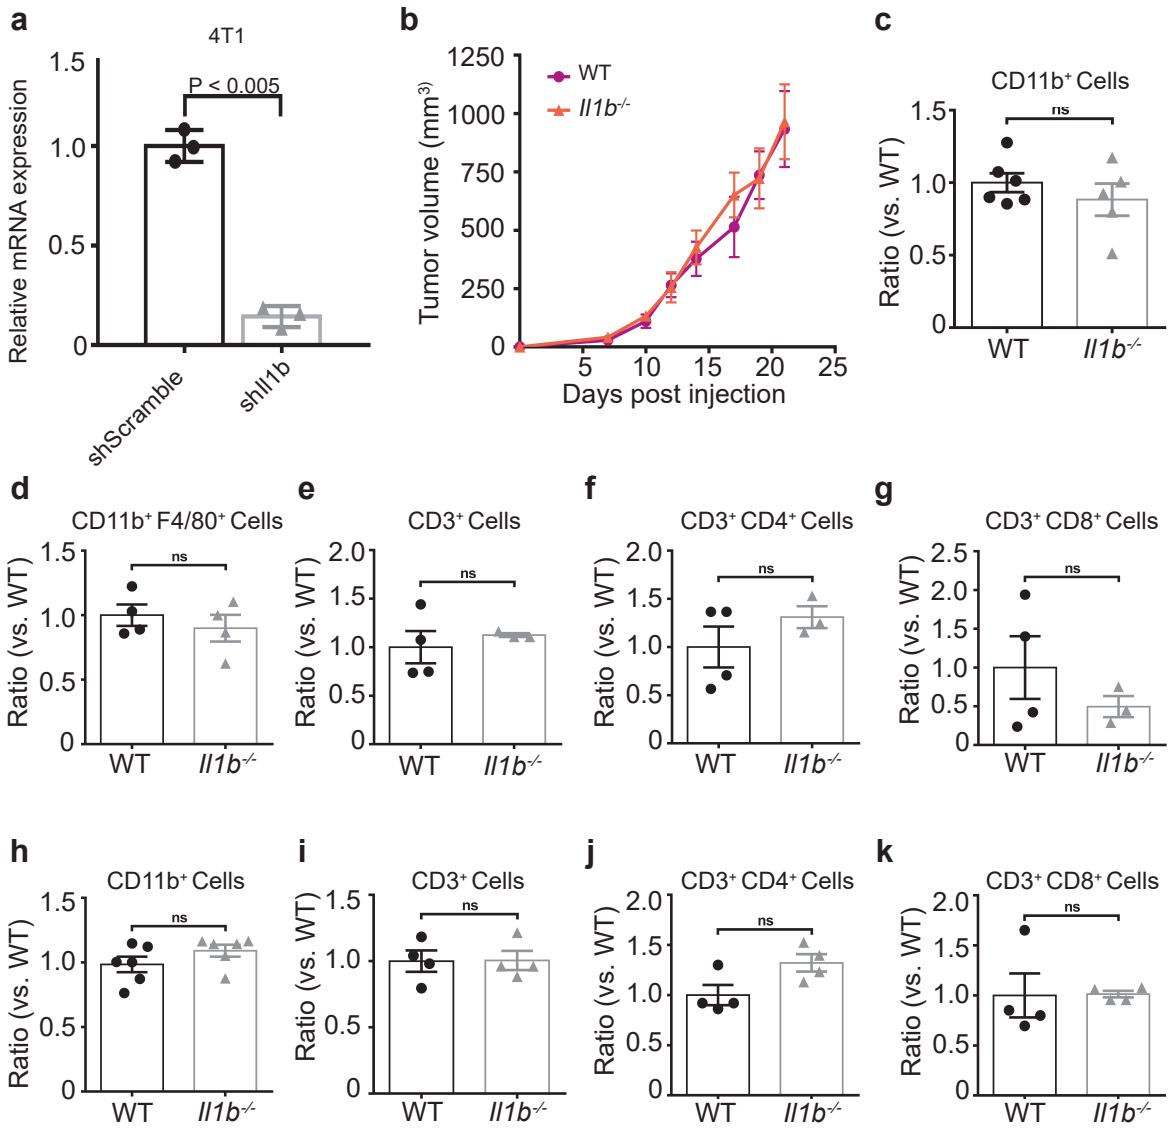 a
4T1
Relative mRNA expression
1.5
1.0
0.5
0
P < 0.005
shScramble
shIl1b
b
Tumor volume (mm3)
1250
1000
750
500
250
0
WT
Il1b-/-
5 10 15 20 25
Days post injection
c
CD11b+ Cells
Ratio (vs. WT)
1.5
1.0
0.5
0
ns
WT Il1b-/-
d
CD11b+ F4/80+ Cells
Ratio (vs. WT)
1.5
1.0
0.5
0
ns
WT Il1b-/-
e
CD3+ Cells
Ratio (vs. WT)
2.0
1.5
1.0
0.5
0
ns
WT Il1b-/-
f
CD3+ CD4+ Cells
Ratio (vs. WT)
2.0
1.5
1.0
0.5
0
ns
WT Il1b-/-
g
CD3+ CD8+ Cells
Ratio (vs. WT)
2.5
2.0
1.5
1.0
0.5
0
ns
WT Il1b-/-
h
CD11b+ Cells
Ratio (vs. WT)
1.5
1.0
0.5
0
ns
WT Il1b-/-
i
CD3+ Cells
Ratio (vs. WT)
1.5
1.0
0.5
0
ns
WT Il1b-/-
j
CD3+ CD4+ Cells
Ratio (vs. WT)
2.0
1.5
1.0
0.5
0
ns
WT Il1b-/-
k
CD3+ CD8+ Cells
Ratio (vs. WT)
2.0
1.5
1.0
0.5
0
ns
WT Il1b-/-